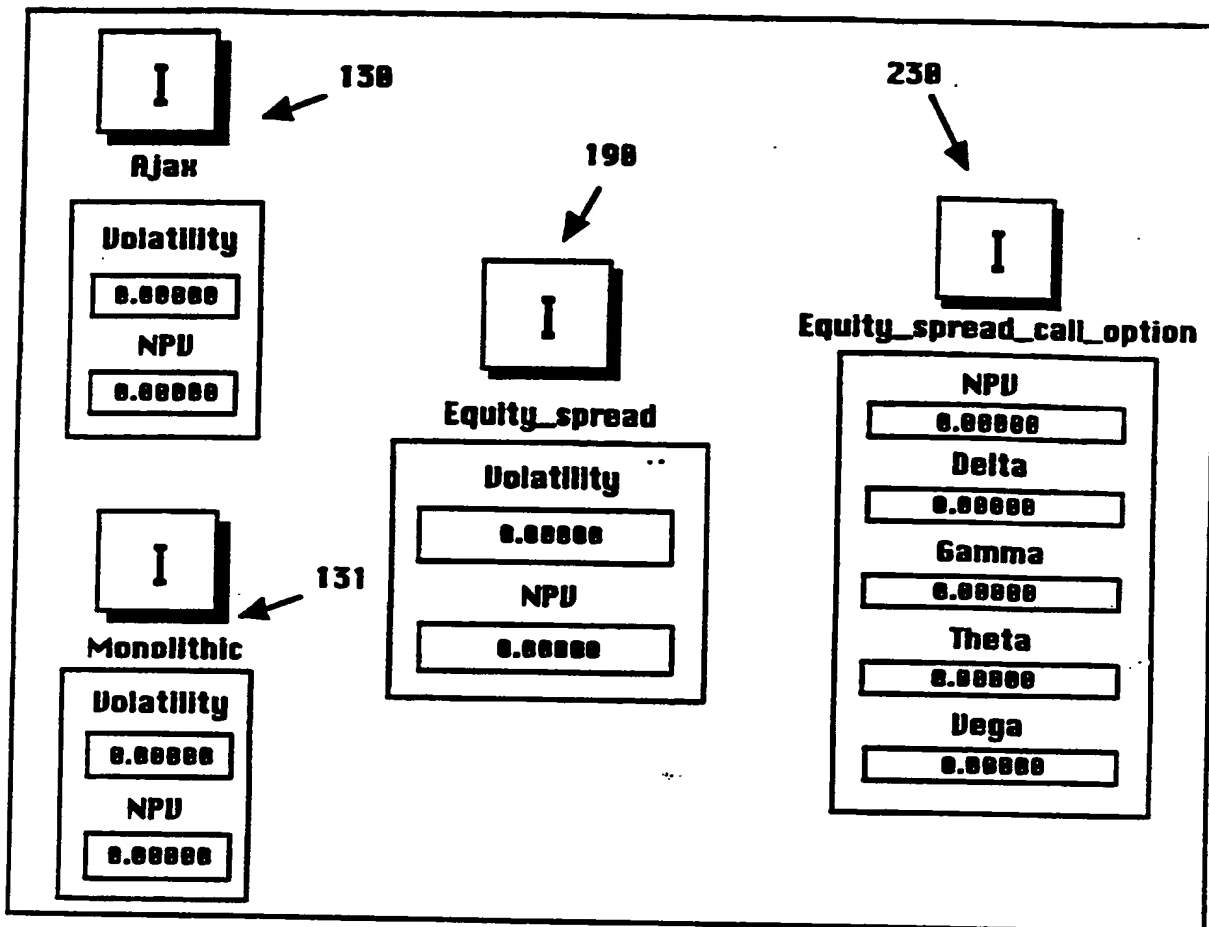 I
130
Ajax
Volatility
0.00000
NPV
0.00000
I
131
Monolithic
Volatility
0.00000
NPV
0.00000
190
I
Equity_spread
Volatility
0.00000
NPV
0.00000
230
I
Equity_spread_call_option
NPV
0.00000
Delta
0.00000
Gamma
0.00000
Theta
0.00000
Vega
0.00000